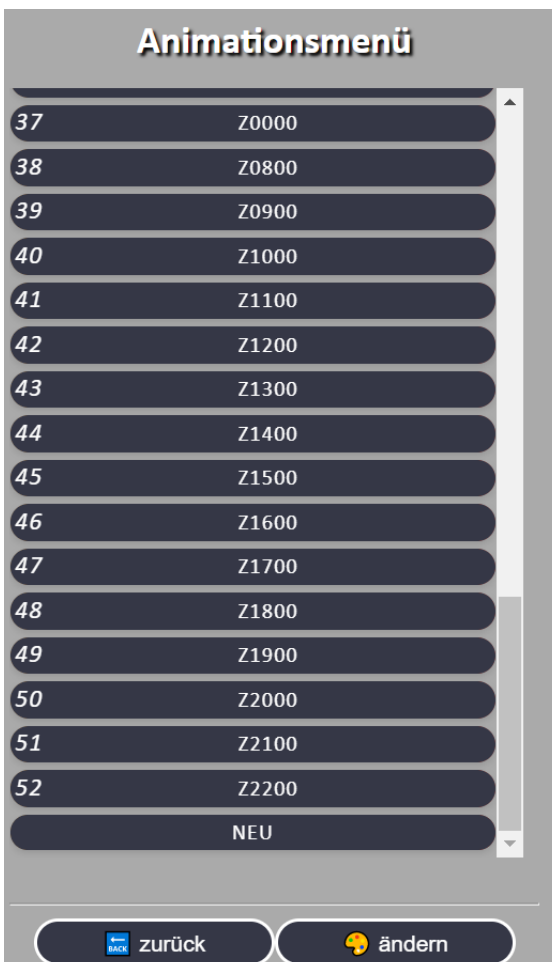 Animationsmenü
37 Z0000
38 Z0800
39 Z0900
40 Z1000
41 Z1100
42 Z1200
43 Z1300
44 Z1400
45 Z1500
46 Z1600
47 Z1700
48 Z1800
49 Z1900
50 Z2000
51 Z2100
52 Z2200
NEU
BACK zurück ändern